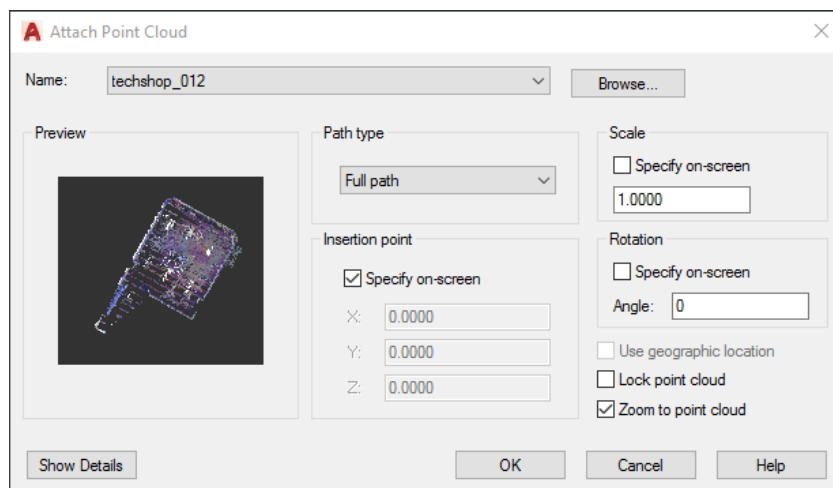 Attach Point Cloud
Name:
techshop_012
Browse...
Preview
Path type
Full path
Insertion point
Specify on-screen
X:
0.0000
Y:
0.0000
Z:
0.0000
Scale
Specify on-screen
1.0000
Rotation
Specify on-screen
Angle:
0
Use geographic location
Lock point cloud
Zoom to point cloud
Show Details
OK
Cancel
Help